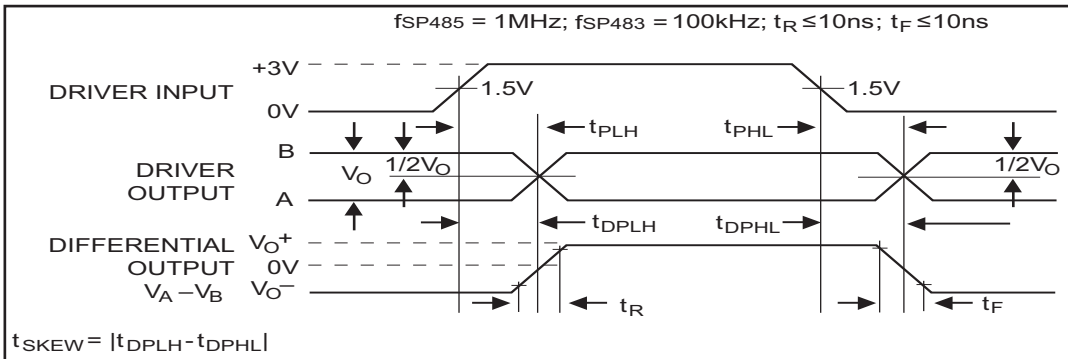 fSP485 = 1MHz; fSP483 = 100kHz; tR ≤10ns; tF ≤10ns
+3V
DRIVER INPUT
1.5V
1.5V
0V
tPLH
tPHL
B
DRIVER
OUTPUT
VO
1/2VO
1/2VO
A
tDPLH
tDPHL
DIFFERENTIAL
OUTPUT
VA –VB
VO+
0V
VO–
tR
tF
tSKEW = |tDPLH - tDPHL|